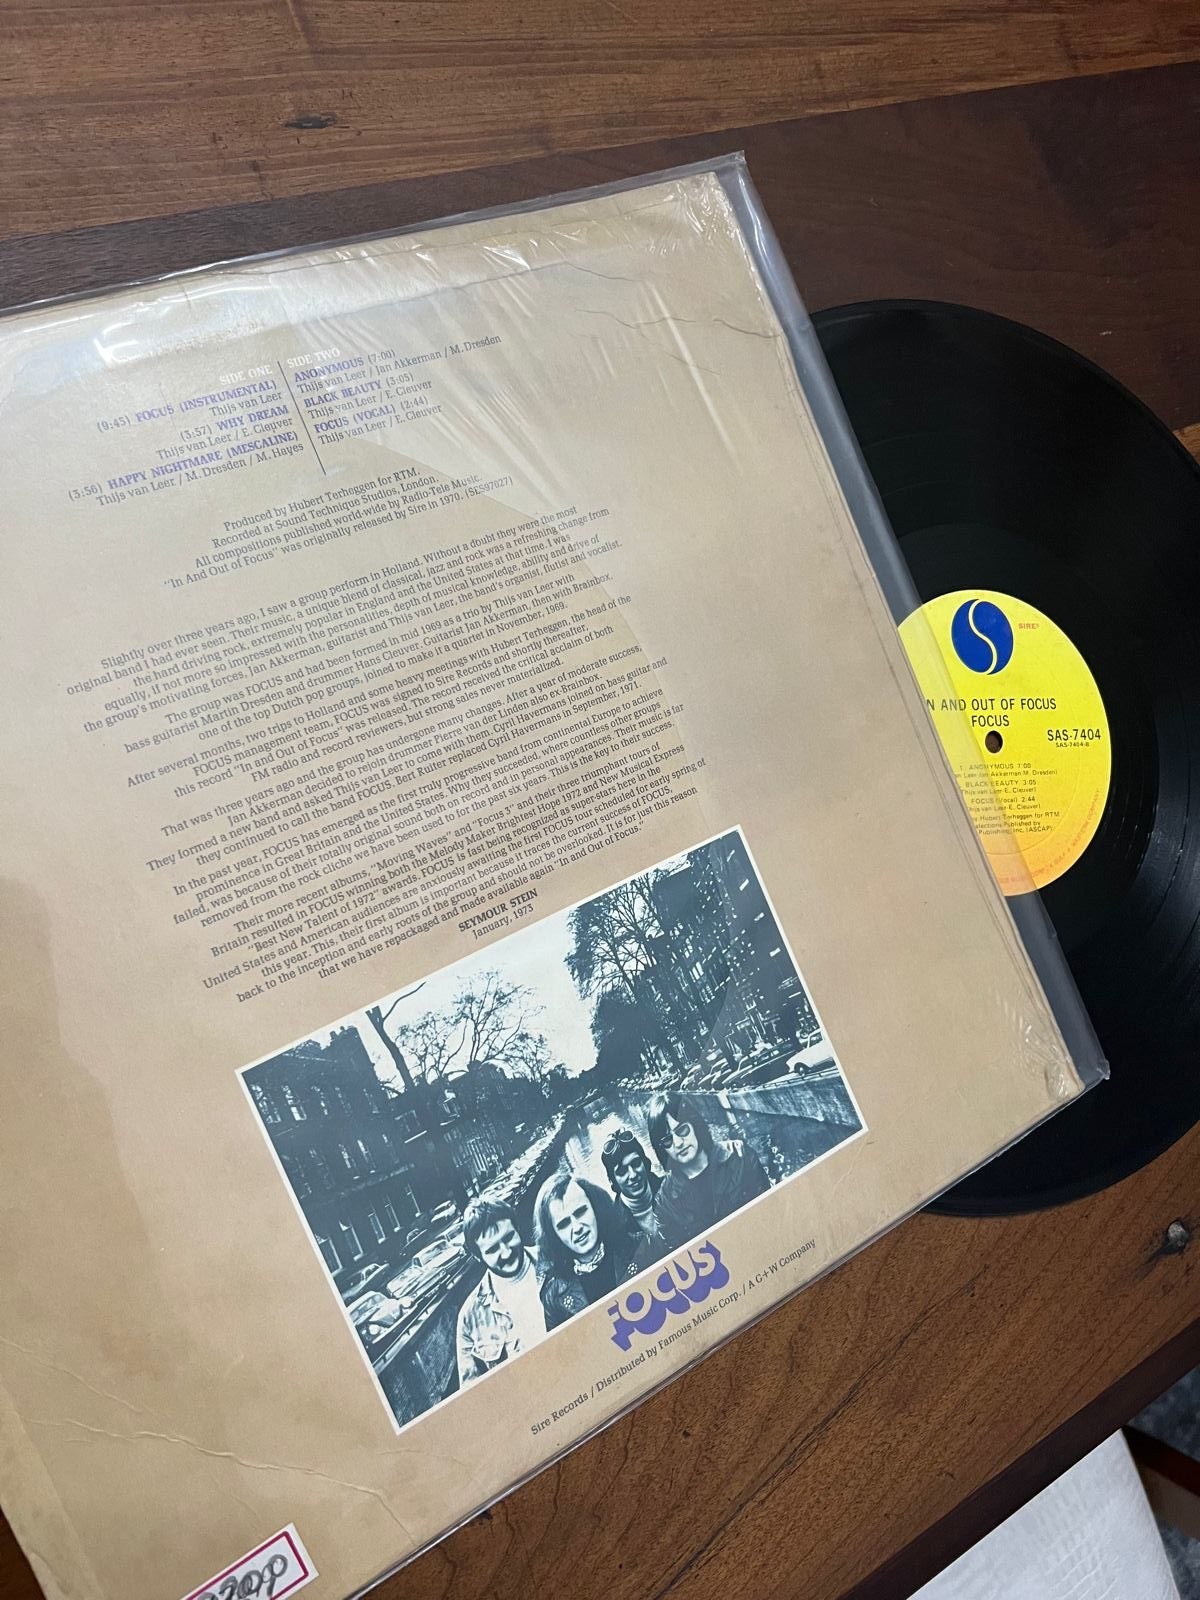 SIDE ONE
(9:45) FOCUS (INSTRUMENTAL)
Thijs van Leer
(3:57) WHY DREAM
Thijs van Leer / E. Cleuver
(3:56) HAPPY NIGHTMARE (MESCALINE)
Thijs van Leer / M. Dresden / M. Hayes
SIDE TWO
ANONYMOUS (7:00)
Thijs van Leer / Jan Akkerman / M. Dresden
BLACK BEAUTY (3:05)
Thijs van Leer / E. Cleuver
FOCUS (VOCAL) (2:44)
Thijs van Leer / E. Cleuver
Produced by Hubert Terheggen for RTM.
Recorded at Sound Technique Studios, London.
All compositions published world-wide by Radio-Tele Music.
"In And Out of Focus" was originally released by Sire in 1970. (SES97027)
Slightly over three years ago, I saw a group perform in Holland. Without a doubt they were the most
original band I had ever seen. Their music, a unique blend of classical, jazz and rock was a refreshing change from
the hard driving rock, extremely popular in England and the United States at that time. I was
equally, if not more so impressed with the personalities, depth of musical knowledge, ability and drive of
the group's motivating forces, Jan Akkerman, guitarist and Thijs van Leer, the band's organist, flutist and vocalist.
The group was FOCUS and had been formed in mid 1969 as a trio by Thijs van Leer with
bass guitarist Martin Dresden and drummer Hans Cleuver. Guitarist Jan Akkerman, then with Brainbox,
one of the top Dutch pop groups, joined to make it a quartet in November, 1969.
After several months, two trips to Holland and some heavy meetings with Hubert Terheggen, the head of the
FOCUS management team, FOCUS was signed to Sire Records and shortly thereafter,
this record "In and Out of Focus" was released. The record received the critical acclaim of both
FM radio and record reviewers, but strong sales never materialized.
That was three years ago and the group has undergone many changes. After a year of moderate success,
Jan Akkerman decided to rejoin drummer Pierre van der Linden also ex-Brainbox.
They formed a new band and asked Thijs van Leer to come with them. Cyril Havermans joined on bass guitar and
they continued to call the band FOCUS. Bert Ruiter replaced Cyril Havermans in September, 1971.
In the past year, FOCUS has emerged as the first truly progressive band from continental Europe to achieve
prominence in Great Britain and the United States. Why they succeeded, where countless other groups
failed, was because of their totally original sound both on record and in personal appearances. Their music is far
removed from the rock cliche we have been used to for the past six years. This is the key to their success.
Their more recent albums, "Moving Waves" and "Focus 3" and their three triumphant tours of
Britain resulted in FOCUS winning both the Melody Maker Brightest Hope 1972 and New Musical Express
"Best New Talent of 1972" awards. FOCUS is fast being recognized as super-stars here in the
United States and American audiences are anxiously awaiting the first FOCUS tour scheduled for early spring of
this year. This, their first album is important because it traces the current success of FOCUS,
back to the inception and early roots of the group and should not be overlooked. It is for just this reason
that we have repackaged and made available again "In and Out of Focus."
SEYMOUR STEIN
January, 1973
FOCUS
Sire Records / Distributed by Famous Music Corp. / A G+W Company
SIRE
N AND OUT OF FOCUS
FOCUS
SAS-7404
SAS-7404-B
1. ANONYMOUS 7:00
an Leer-Jan Akkerman-M. Dresden)
BLACK BEAUTY 3:05
Thijs van Leer-E. Cleuver)
FOCUS (Vocal) 2:44
Thijs van Leer-E. Cleuver)
by Hubert Terheggen for RTM
elections Published by
Publishing, Inc. (ASCAP)